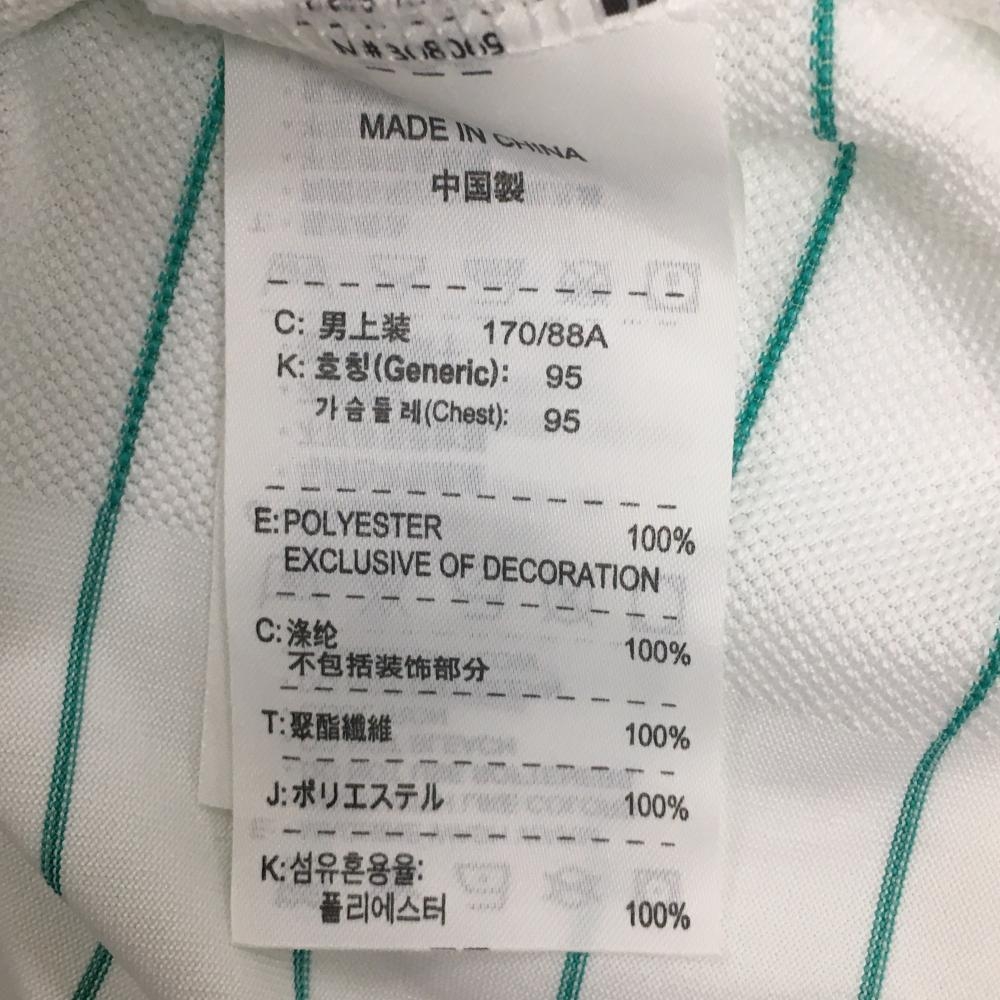 MADE IN CHINA
中国製
C: 男上装 170/88A
K: 호칭(Generic): 95
가슴둘레(Chest): 95
E: POLYESTER 100%
EXCLUSIVE OF DECORATION
C: 涤纶 100%
不包括装饰部分
T: 聚酯纖維 100%
J: ポリエステル 100%
K: 섬유혼용율:
폴리에스터 100%